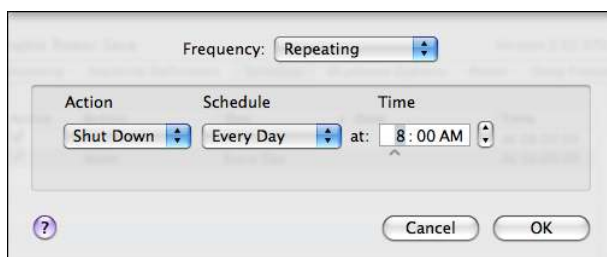 Frequency: Repeating
Action Schedule Time
Shut Down Every Day at: 8:00 AM
? Cancel OK